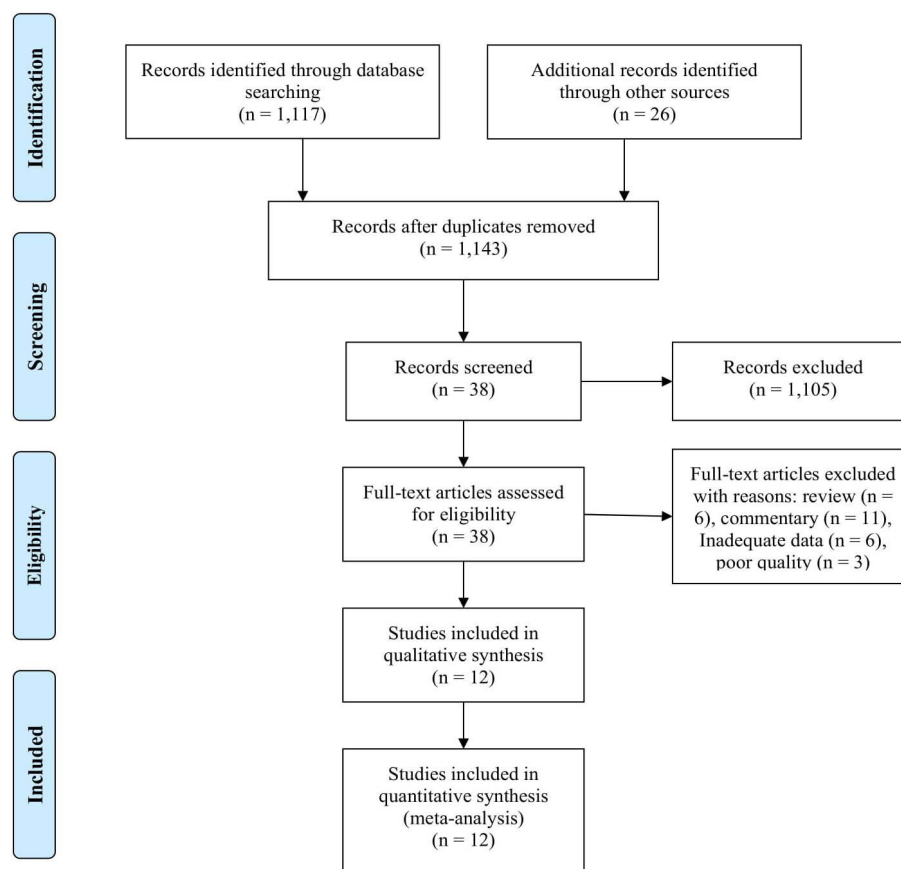 Identification
Records identified through database
searching
(n = 1,117)
Additional records identified
through other sources
(n = 26)
Screening
Records after duplicates removed
(n = 1,143)
Records screened
(n = 38)
Records excluded
(n = 1,105)
Eligibility
Full-text articles assessed
for eligibility
(n = 38)
Full-text articles excluded
with reasons: review (n =
6), commentary (n = 11),
Inadequate data (n = 6),
poor quality (n = 3)
Studies included in
qualitative synthesis
(n = 12)
Included
Studies included in
quantitative synthesis
(meta-analysis)
(n = 12)